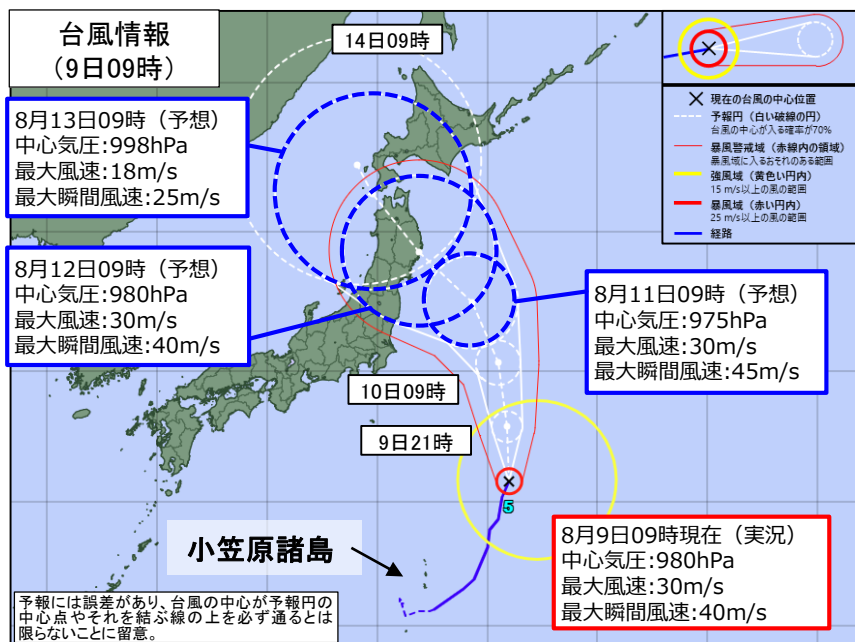 台風情報
（9日09時）
14日09時
8月13日09時（予想）
中心気圧:998hPa
最大風速:18m/s
最大瞬間風速:25m/s
8月12日09時（予想）
中心気圧:980hPa
最大風速:30m/s
最大瞬間風速:40m/s
現在の台風の中心位置
予報円（白い破線の円）
台風の中心が入る確率が70%
暴風警戒域（赤線内の領域）
暴風域に入るおそれのある範囲
強風域（黄色い円内）
15 m/s以上の風の範囲
暴風域（赤い円内）
25 m/s以上の風の範囲
経路
8月11日09時（予想）
中心気圧:975hPa
最大風速:30m/s
最大瞬間風速:45m/s
10日09時
9日21時
5
小笠原諸島
8月9日09時現在（実況）
中心気圧:980hPa
最大風速:30m/s
最大瞬間風速:40m/s
予報には誤差があり、台風の中心が予報円の
中心点やそれを結ぶ線の上を必ず通るとは
限らないことに留意。